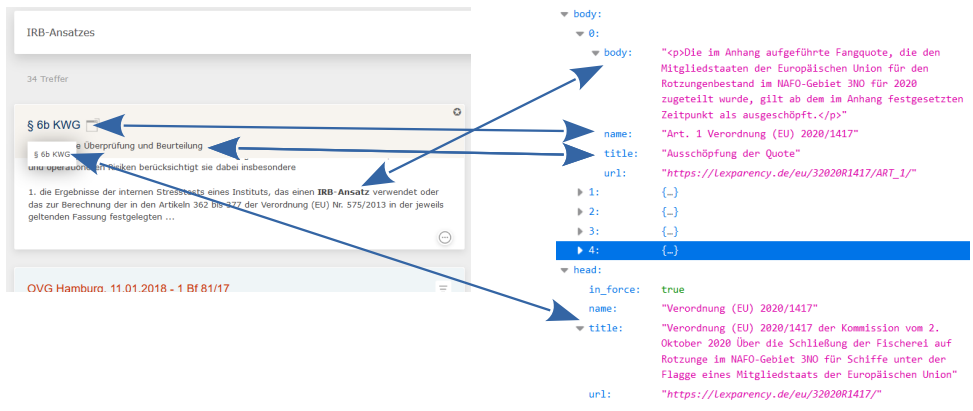 IRB-Ansatzes
34 Treffer
§ 6b KWG
e Überprüfung und Beurteilung
§ 6b KWG
und operationellen Risiken berücksichtigt sie dabei insbesondere
1. die Ergebnisse der internen Stresstests eines Instituts, das einen IRB-Ansatz verwendet oder
das zur Berechnung der in den Artikeln 362 bis 377 der Verordnung (EU) Nr. 575/2013 in der jeweils
geltenden Fassung festgelegten ...
OVG Hamburg, 11.01.2018 - 1 Bf 81/17
body:
0:
body: "<p>Die im Anhang aufgeführte Fangquote, die den
Mitgliedstaaten der Europäischen Union für den
Rotzungenbestand im NAFO-Gebiet 3NO für 2020
zugeteilt wurde, gilt ab dem im Anhang festgesetzten
Zeitpunkt als ausgeschöpft.</p>"
name: "Art. 1 Verordnung (EU) 2020/1417"
title: "Ausschöpfung der Quote"
url: "https://lexparency.de/eu/32020R1417/ART_1/"
1: {…}
2: {…}
3: {…}
4: {…}
head:
in_force: true
name: "Verordnung (EU) 2020/1417"
title: "Verordnung (EU) 2020/1417 der Kommission vom 2.
Oktober 2020 Über die Schließung der Fischerei auf
Rotzunge im NAFO-Gebiet 3NO für Schiffe unter der
Flagge eines Mitgliedstaats der Europäischen Union"
url: "https://lexparency.de/eu/32020R1417/"